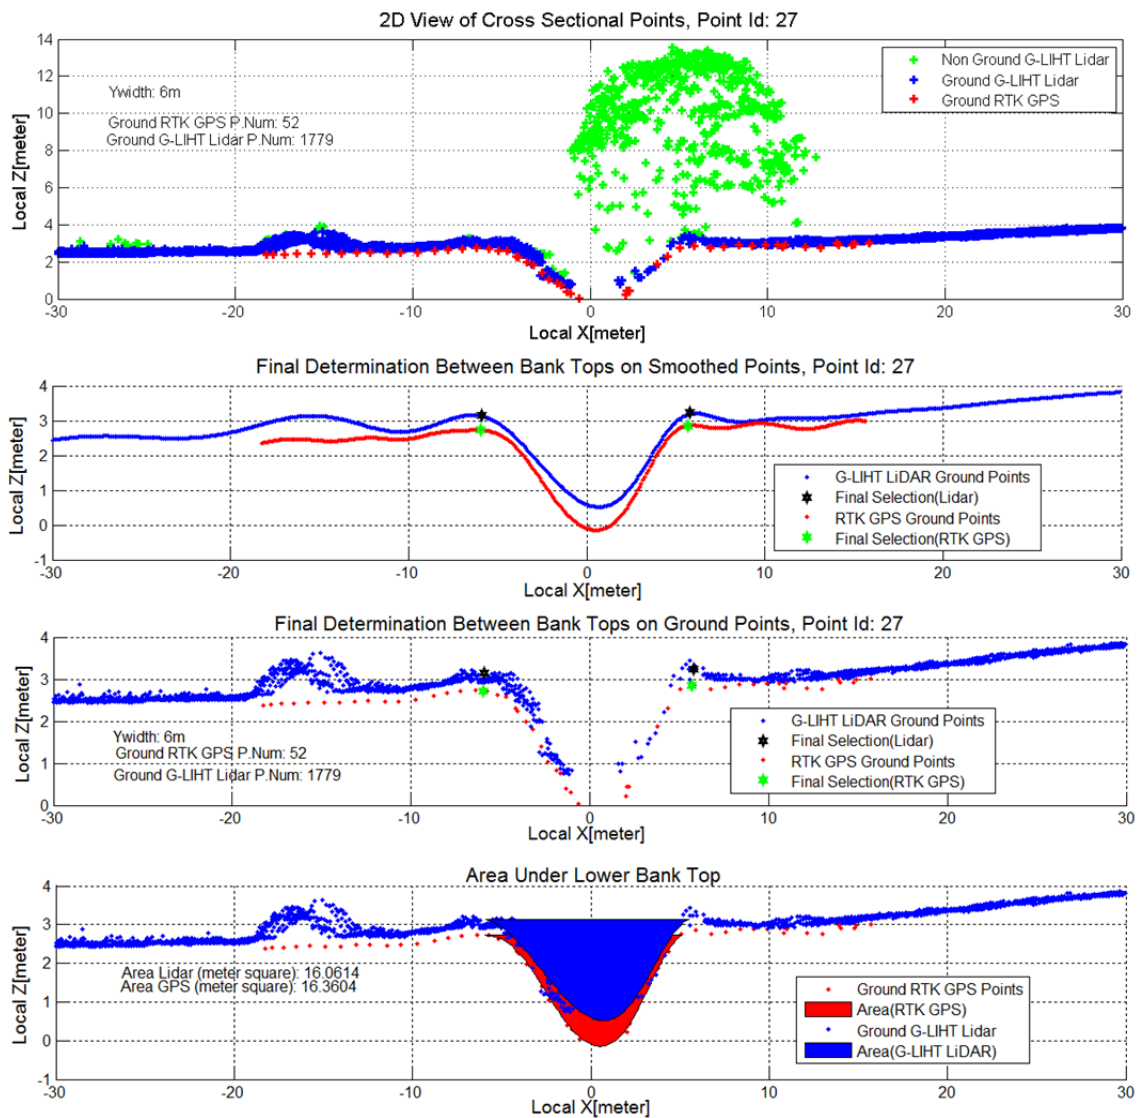 2D View of Cross Sectional Points, Point Id: 27
14
12
10
8
6
4
2
0
Local Z[meter]
Ywidth: 6m
Ground RTK GPS P.Num: 52
Ground G-LIHT Lidar P.Num: 1779
Non Ground G-LIHT Lidar
Ground G-LIHT Lidar
Ground RTK GPS
-30
-20
-10
0
10
20
30
Local X[meter]
Final Determination Between Bank Tops on Smoothed Points, Point Id: 27
4
3
2
1
0
-1
Local Z[meter]
G-LIHT LiDAR Ground Points
Final Selection(Lidar)
RTK GPS Ground Points
Final Selection(RTK GPS)
-30
-20
-10
0
10
20
30
Local X[meter]
Final Determination Between Bank Tops on Ground Points, Point Id: 27
4
3
2
1
0
Local Z[meter]
Ywidth: 6m
Ground RTK GPS P.Num: 52
Ground G-LIHT Lidar P.Num: 1779
G-LIHT LiDAR Ground Points
Final Selection(Lidar)
RTK GPS Ground Points
Final Selection(RTK GPS)
-30
-20
-10
0
10
20
30
Local X[meter]
Area Under Lower Bank Top
4
3
2
1
0
-1
Local Z[meter]
Area Lidar (meter square): 16.0614
Area GPS (meter square): 16.3604
Ground RTK GPS Points
Area(RTK GPS)
Ground G-LIHT Lidar
Area(G-LIHT LiDAR)
-30
-20
-10
0
10
20
30
Local X[meter]